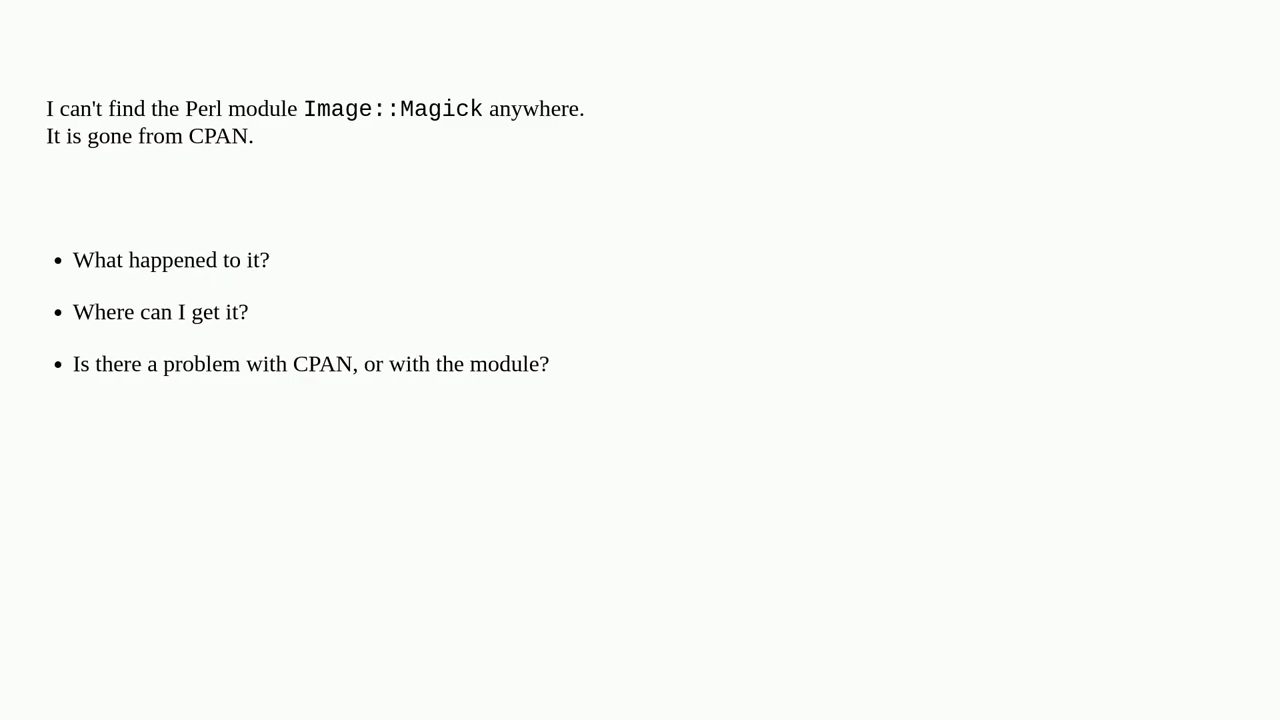 I can't find the Perl module Image::Magick anywhere.
It is gone from CPAN.
• What happened to it?
• Where can I get it?
• Is there a problem with CPAN, or with the module?